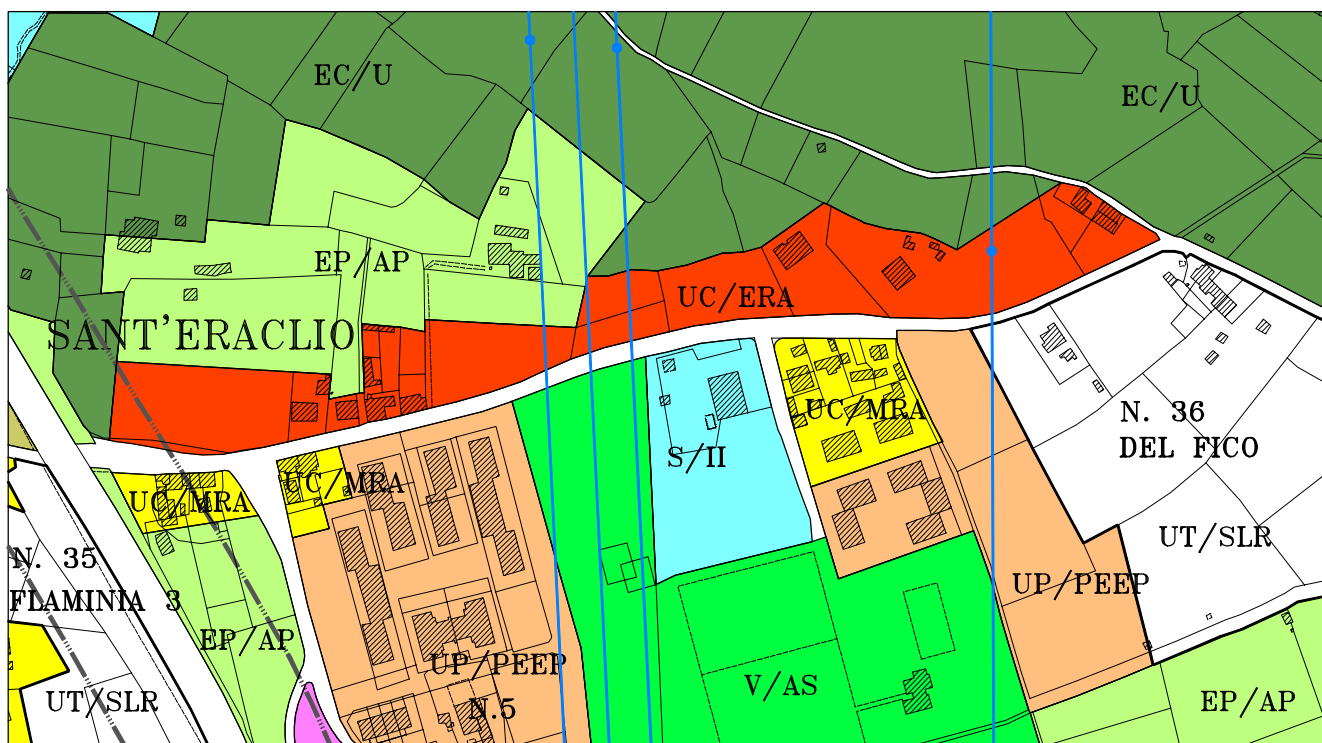 EC/U
EC/U
EP/AP
UC/ERA
SANT'ERACLIO
UC/MRA
N. 36
DEL FICO
S/II
UC/MRA
UC/MRA
UT/SLR
N. 35
FLAMINIA 3
UP/PEEP
EP/AP
UP/PEEP
N.5
V/AS
UT/SLR
EP/AP